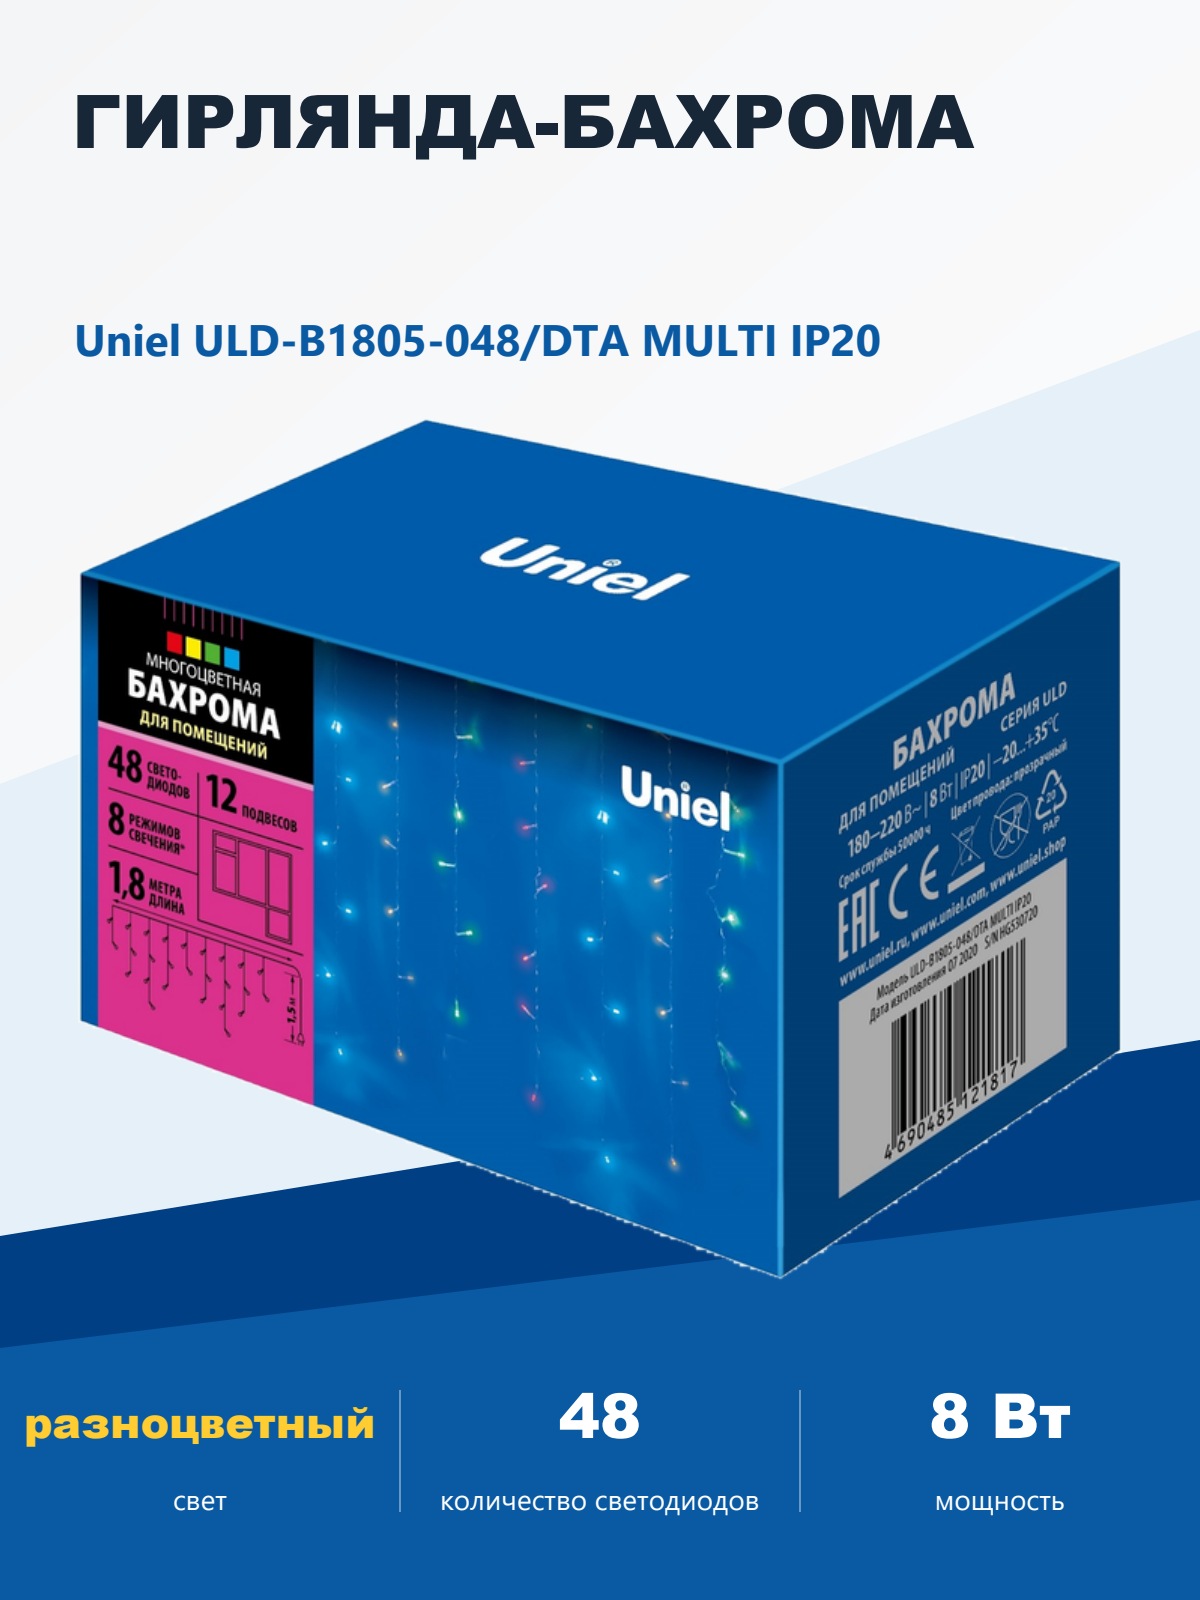 ГИРЛЯНДА-БАХРОМА
Uniel ULD-B1805-048/DTA MULTI IP20
Uniel
МНОГОЦВЕТНАЯ
БАХРОМА
ДЛЯ ПОМЕЩЕНИЙ
48 СВЕТО-
ДИОДОВ
12 ПОДВЕСОВ
8 РЕЖИМОВ
СВЕЧЕНИЯ*
1,8 МЕТРА
ДЛИНА
1,5 м
Uniel
БАХРОМА
СЕРИЯ ULD
ДЛЯ ПОМЕЩЕНИЙ
180–220 В~ | 8 Вт | IP20 | –20...+35°C
Срок службы 50000 ч
Цвет провода: прозрачный
EAC CE
20
PAP
www.uniel.ru, www.uniel.com, www.uniel.shop
Модель ULD-B1805-048/DTA MULTI IP20
Дата изготовления 07 2020 S/N HG530720
4 690485 121817
разноцветный
свет
48
количество светодиодов
8 Вт
мощность